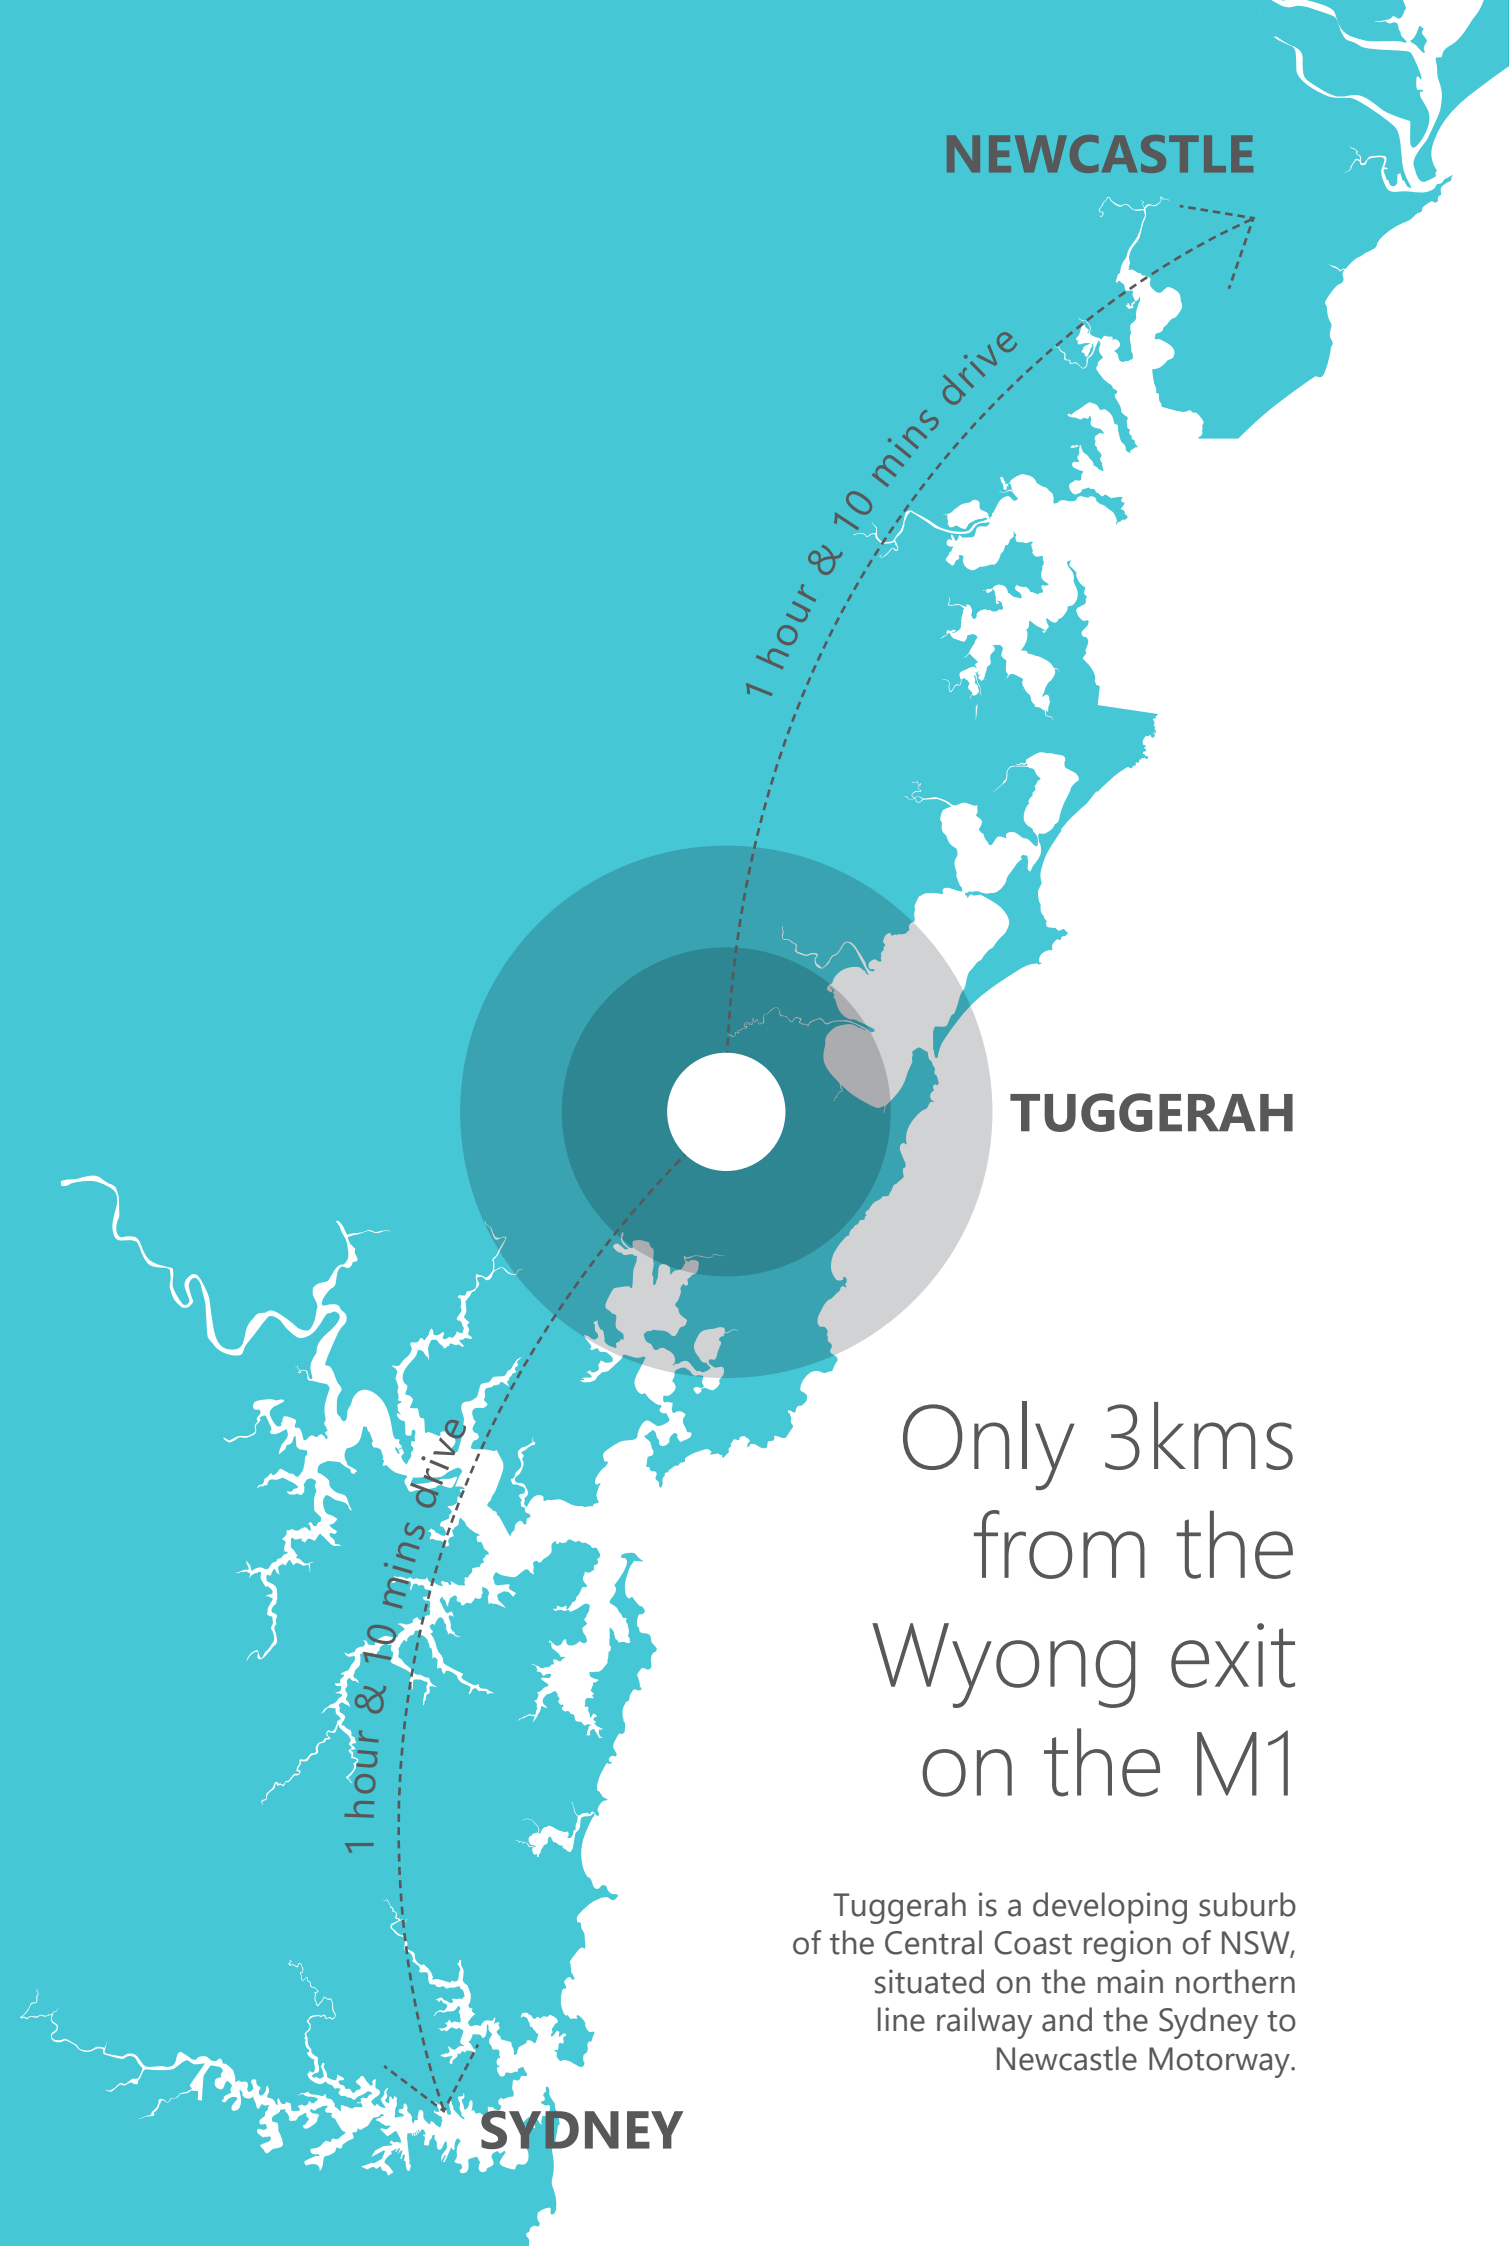 NEWCASTLE
1 hour & 10 mins drive
TUGGERAH
Only 3kms
from the
Wyong exit
on the M1
1 hour & 10 mins drive
Tuggerah is a developing suburb
of the Central Coast region of NSW,
situated on the main northern
line railway and the Sydney to
Newcastle Motorway.
SYDNEY